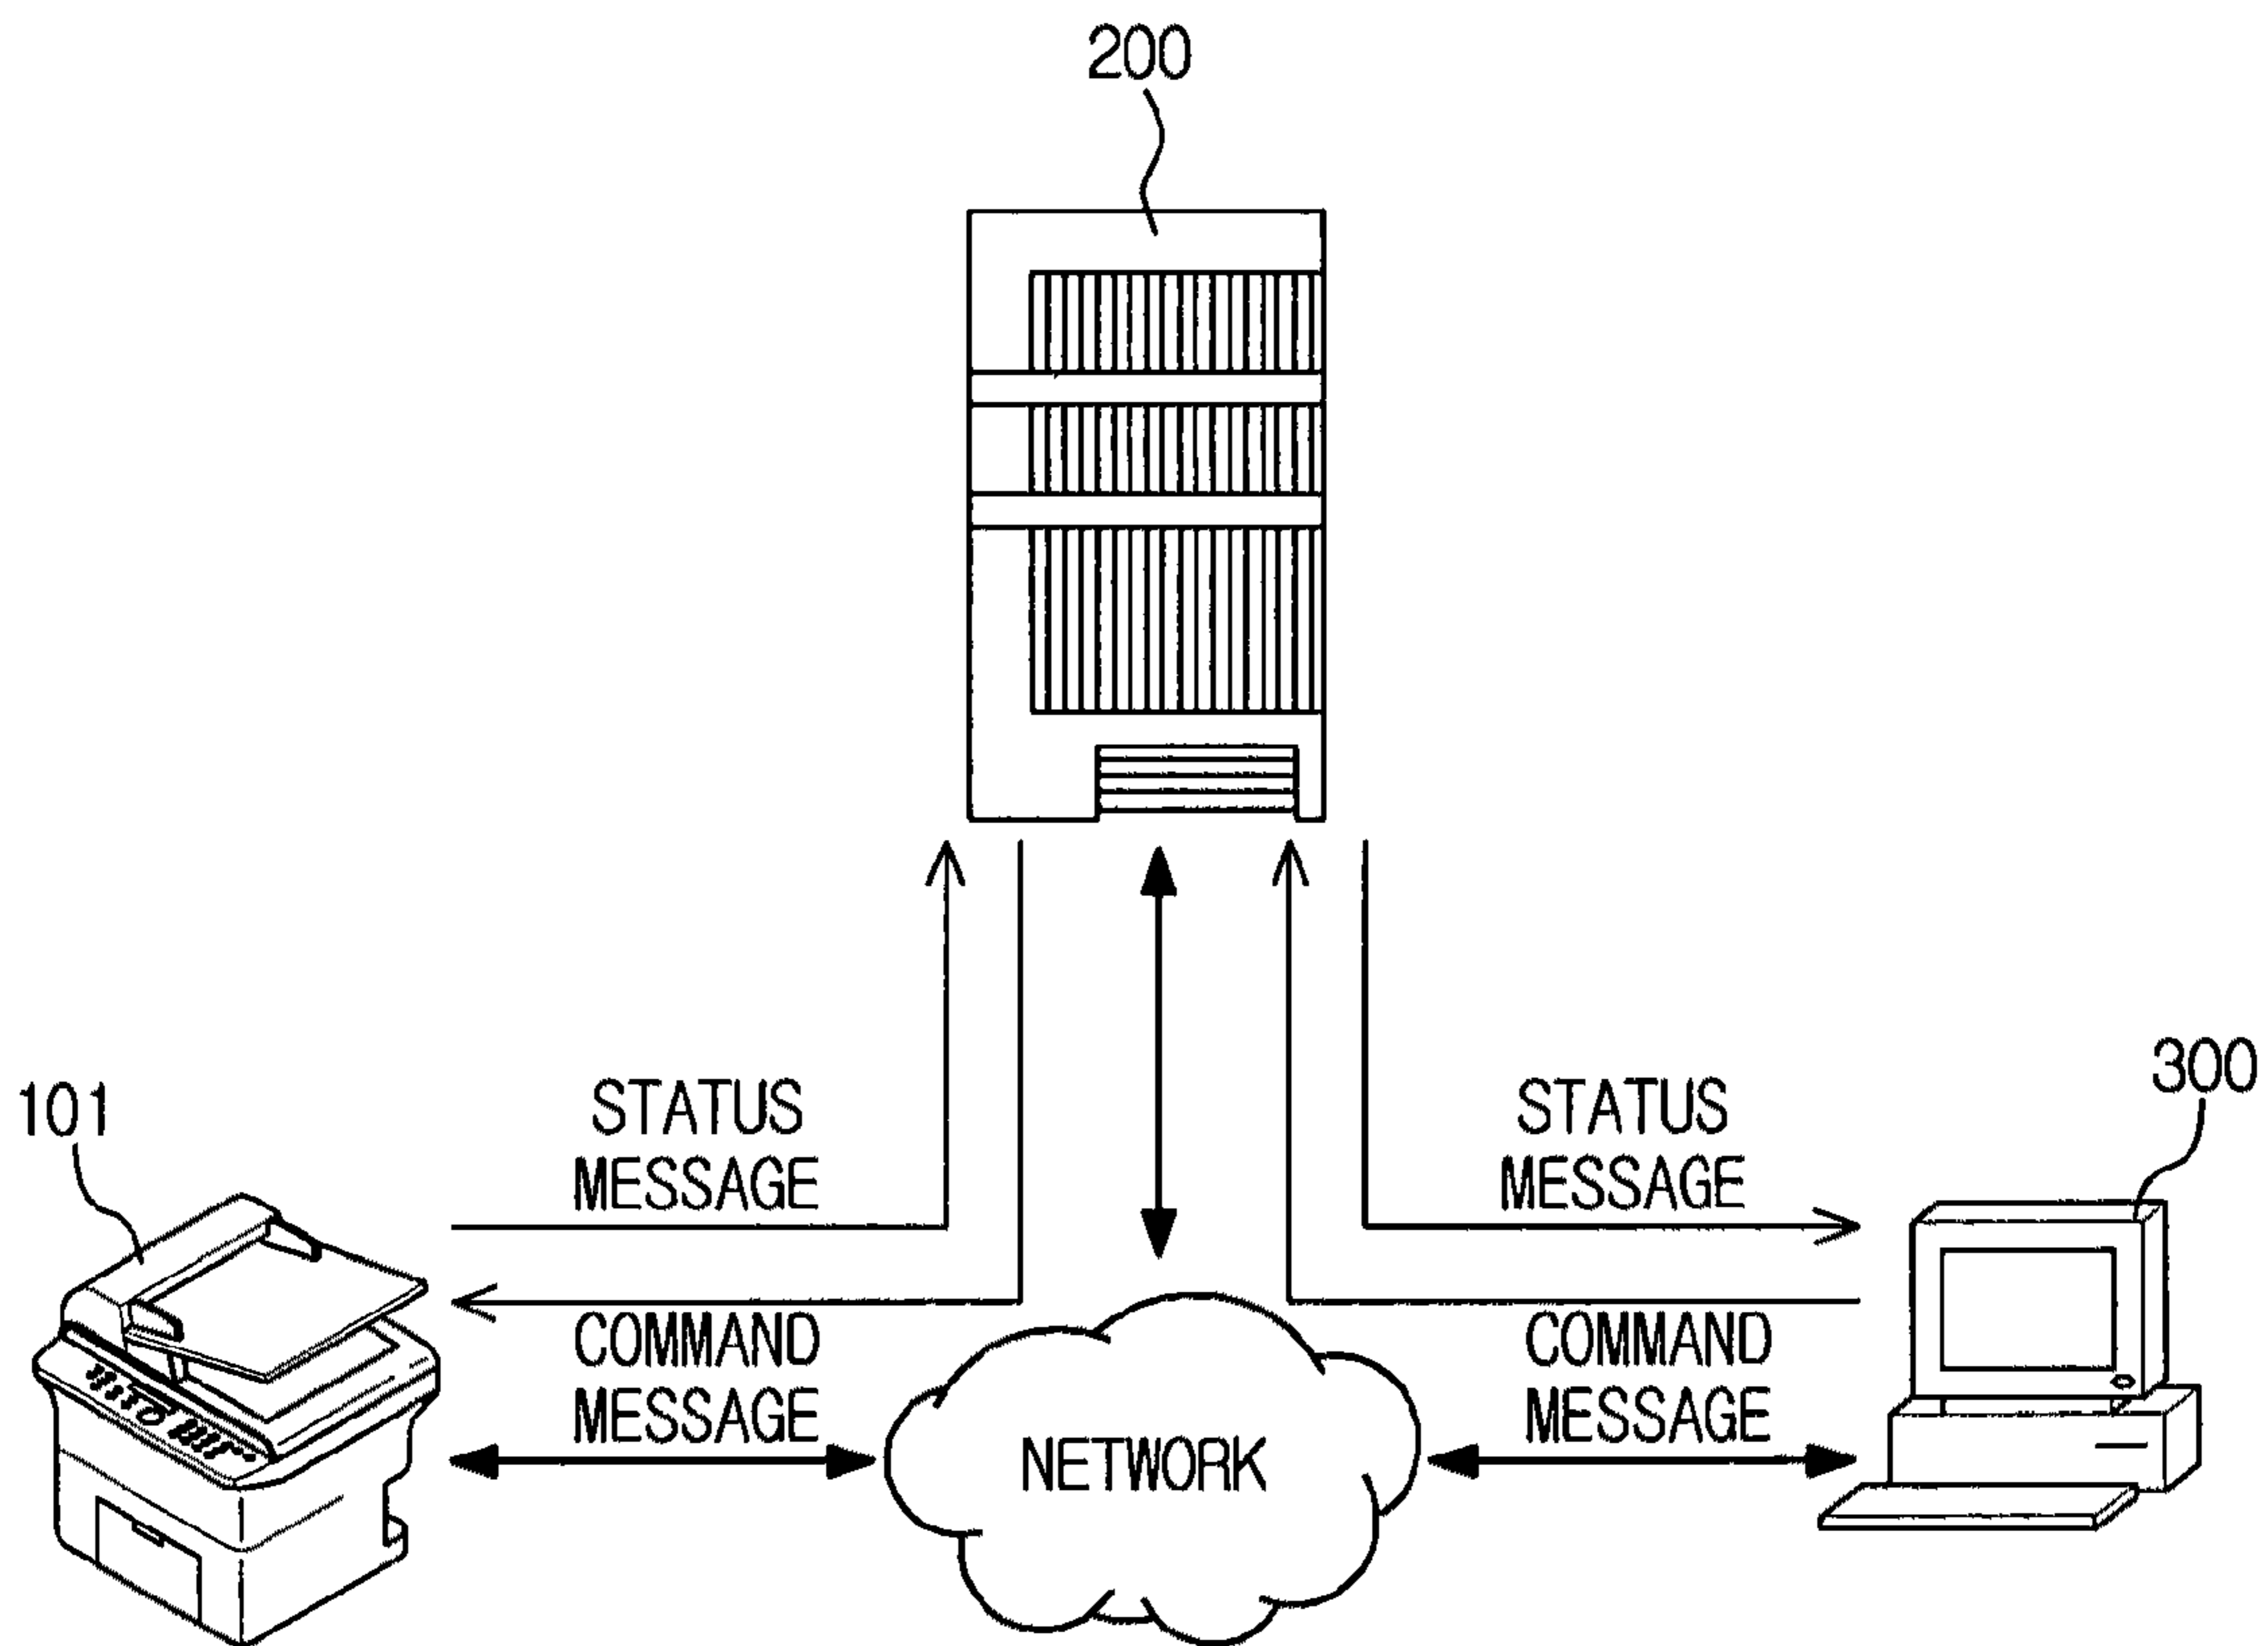 200
101
STATUS
MESSAGE
STATUS
MESSAGE
300
COMMAND
MESSAGE
COMMAND
MESSAGE
NETWORK